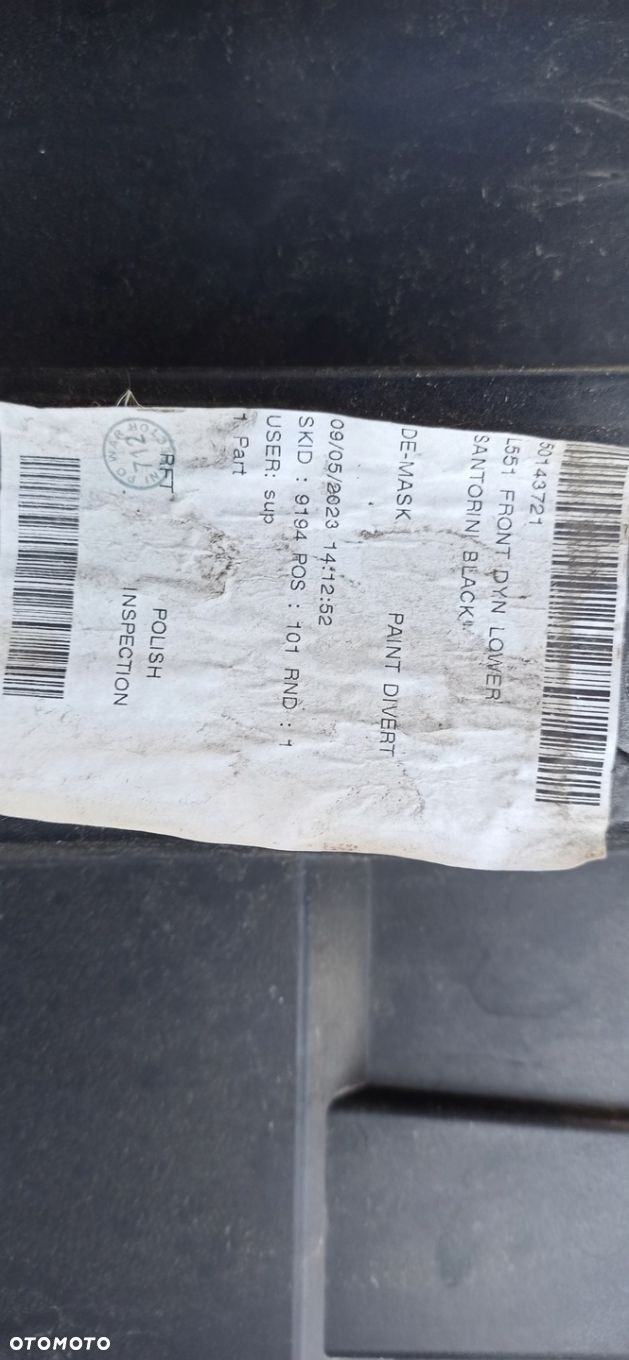 50143721
L551 FRONT DYN LOWER
SANTORINI BLACK
DE-MASK PAINT DIVERT
09/05/2023 14:12:52
SKID : 9194 POS : 101 RND : 1
USER: sup
1 Part
RFT POLISH
INSPECTION
712
OTOMOTO